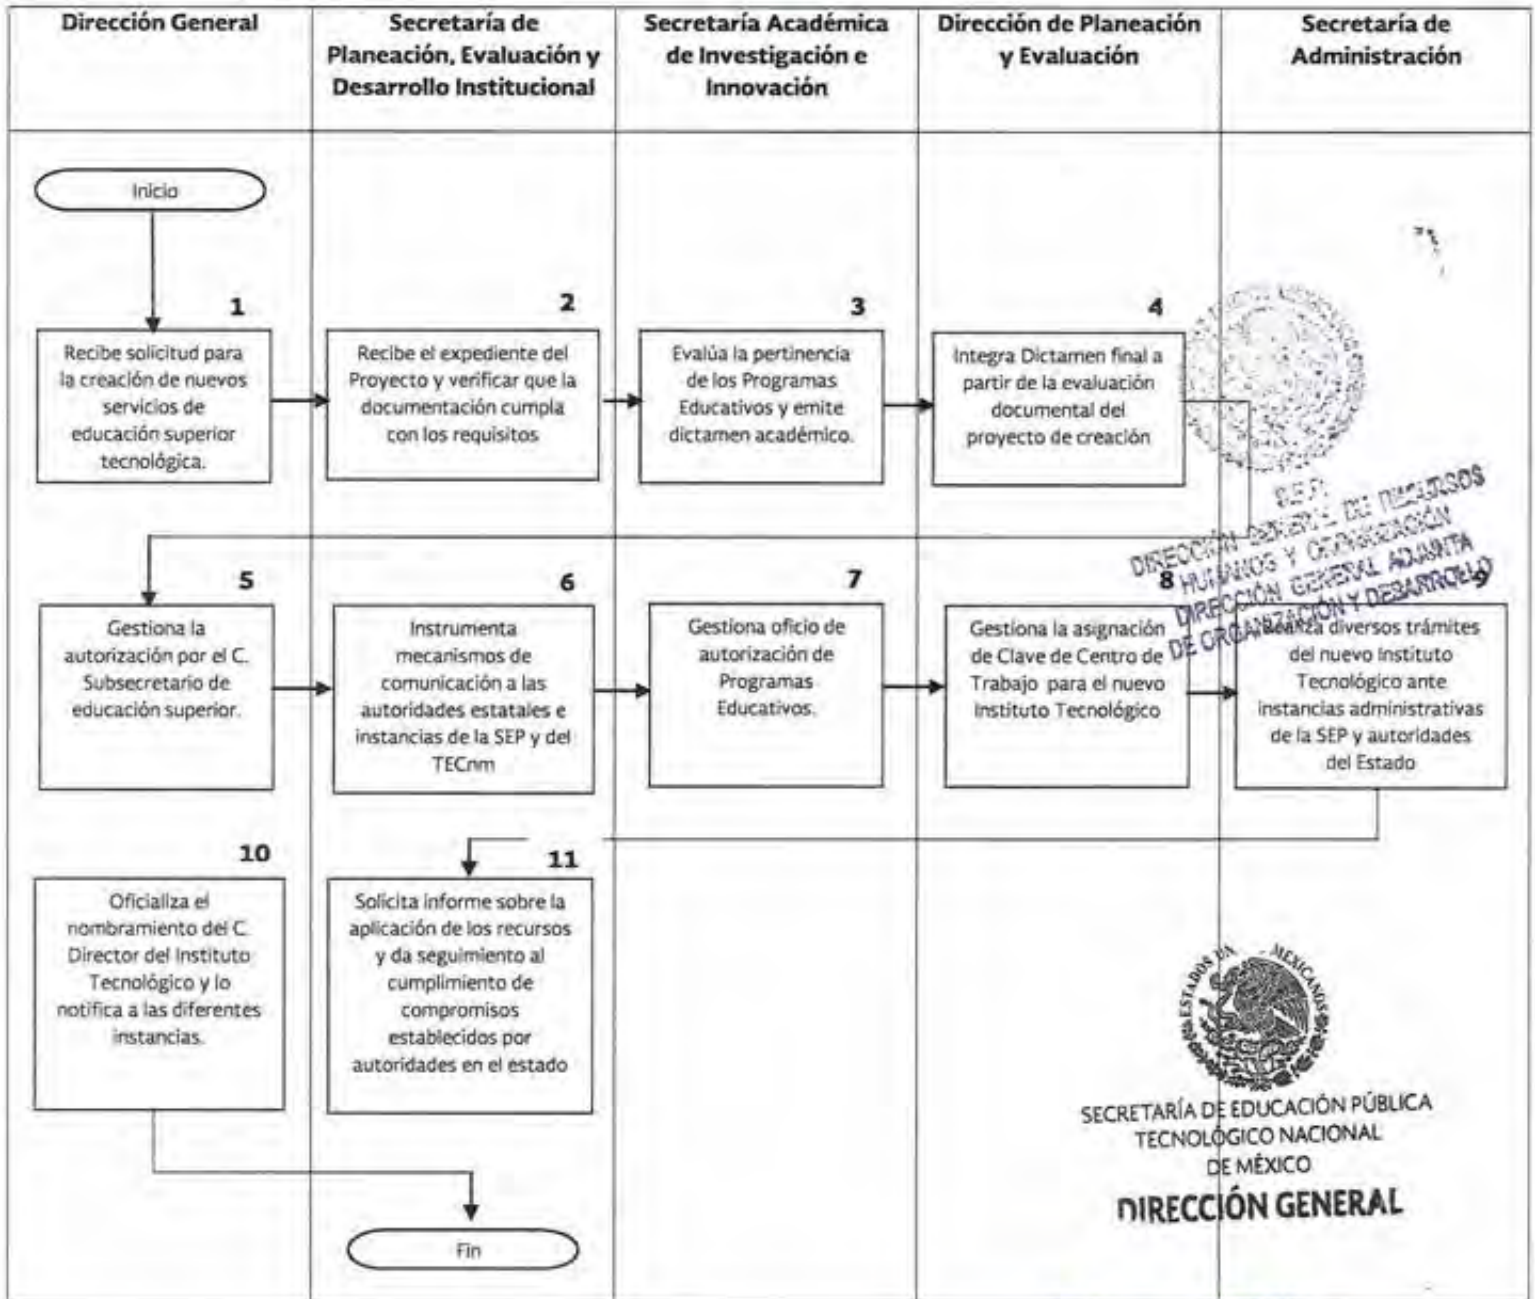 Dirección General
Secretaría de
Planeación, Evaluación y
Desarrollo Institucional
Secretaría Académica
de Investigación e
Innovación
Dirección de Planeación
y Evaluación
Secretaría de
Administración
Inicio
1
Recibe solicitud para
la creación de nuevos
servicios de
educación superior
tecnológica.
2
Recibe el expediente del
Proyecto y verificar que la
documentación cumpla
con los requisitos
3
Evalúa la pertinencia
de los Programas
Educativos y emite
dictamen académico.
4
Integra Dictamen final a
partir de la evaluación
documental del
proyecto de creación
S.E.P.
DIRECCIÓN GENERAL DE RECURSOS
HUMANOS Y ORGANIZACIÓN
DIRECCIÓN GENERAL ADJUNTA
DE ORGANIZACIÓN Y DESARROLLO
5
Gestiona la
autorización por el C.
Subsecretario de
educación superior.
6
Instrumenta
mecanismos de
comunicación a las
autoridades estatales e
instancias de la SEP y del
TECnm
7
Gestiona oficio de
autorización de
Programas
Educativos.
8
Gestiona la asignación
de Clave de Centro de
Trabajo para el nuevo
Instituto Tecnológico
9
diversos trámites
del nuevo Instituto
Tecnológico ante
instancias administrativas
de la SEP y autoridades
del Estado
10
Oficializa el
nombramiento del C.
Director del Instituto
Tecnológico y lo
notifica a las diferentes
instancias.
11
Solicita informe sobre la
aplicación de los recursos
y da seguimiento al
cumplimiento de
compromisos
establecidos por
autoridades en el estado
Fin
ESTADOS UN MEXICANOS
SECRETARÍA DE EDUCACIÓN PÚBLICA
TECNOLÓGICO NACIONAL
DE MÉXICO
DIRECCIÓN GENERAL